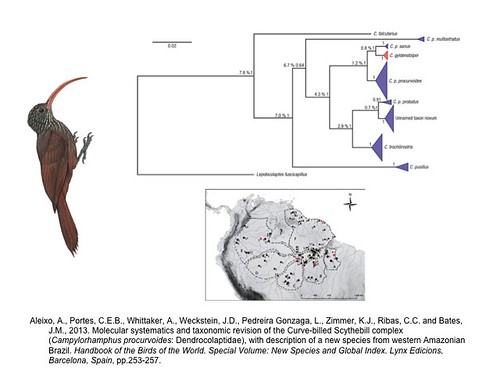 C. falcularius
C. p. multostriatus
0.8 % 1
C. p. sanus
C. gyldenstolpei
6.7 % 0.64
1.2 % 1
0.02
1
C. p. procurvoides
7.8 % 1
4.3 % 1
C. p. probatus
0.7 % 1
Unnamed taxon novum
7.0 % 1
2.9 % 1
1
C. trochilirostris
1
C. pusillus
Lepidocolaptes fuscicapillus
Aleixo, A., Portes, C.E.B., Whittaker, A., Weckstein, J.D., Pedreira Gonzaga, L., Zimmer, K.J., Ribas, C.C. and Bates,
J.M., 2013. Molecular systematics and taxonomic revision of the Curve-billed Scythebill complex
(Campylorhamphus procurvoides: Dendrocolaptidae), with description of a new species from western Amazonian
Brazil. Handbook of the Birds of the World. Special Volume: New Species and Global Index. Lynx Edicions,
Barcelona, Spain, pp.253-257.